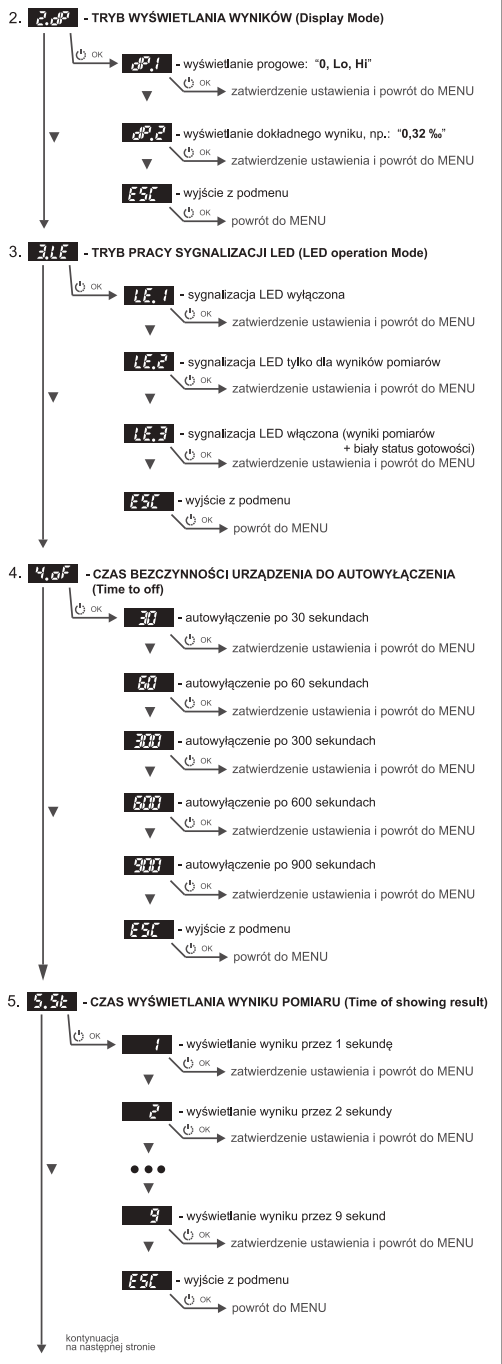 2. 2.dP - TRYB WYŚWIETLANIA WYNIKÓW (Display Mode)
OK
dP.1 - wyświetlanie progowe: “0, Lo, Hi”
OK
zatwierdzenie ustawienia i powrót do MENU
dP.2 - wyświetlanie dokładnego wyniku, np.: “0,32 ‰”
OK
zatwierdzenie ustawienia i powrót do MENU
ESC - wyjście z podmenu
OK
powrót do MENU
3. 3.LE - TRYB PRACY SYGNALIZACJI LED (LED operation Mode)
OK
LE.1 - sygnalizacja LED wyłączona
OK
zatwierdzenie ustawienia i powrót do MENU
LE.2 - sygnalizacja LED tylko dla wyników pomiarów
OK
zatwierdzenie ustawienia i powrót do MENU
LE.3 - sygnalizacja LED włączona (wyniki pomiarów
+ biały status gotowości)
OK
zatwierdzenie ustawienia i powrót do MENU
ESC - wyjście z podmenu
OK
powrót do MENU
4. 4.oF - CZAS BEZCZYNNOŚCI URZĄDZENIA DO AUTOWYŁĄCZENIA
(Time to off)
OK
30 - autowyłączenie po 30 sekundach
OK
zatwierdzenie ustawienia i powrót do MENU
60 - autowyłączenie po 60 sekundach
OK
zatwierdzenie ustawienia i powrót do MENU
300 - autowyłączenie po 300 sekundach
OK
zatwierdzenie ustawienia i powrót do MENU
600 - autowyłączenie po 600 sekundach
OK
zatwierdzenie ustawienia i powrót do MENU
900 - autowyłączenie po 900 sekundach
OK
zatwierdzenie ustawienia i powrót do MENU
ESC - wyjście z podmenu
OK
powrót do MENU
5. 5.St - CZAS WYŚWIETLANIA WYNIKU POMIARU (Time of showing result)
OK
1 - wyświetlanie wyniku przez 1 sekundę
OK
zatwierdzenie ustawienia i powrót do MENU
2 - wyświetlanie wyniku przez 2 sekundy
OK
zatwierdzenie ustawienia i powrót do MENU
●●●
9 - wyświetlanie wyniku przez 9 sekund
OK
zatwierdzenie ustawienia i powrót do MENU
ESC - wyjście z podmenu
OK
powrót do MENU
kontynuacja
na następnej stronie